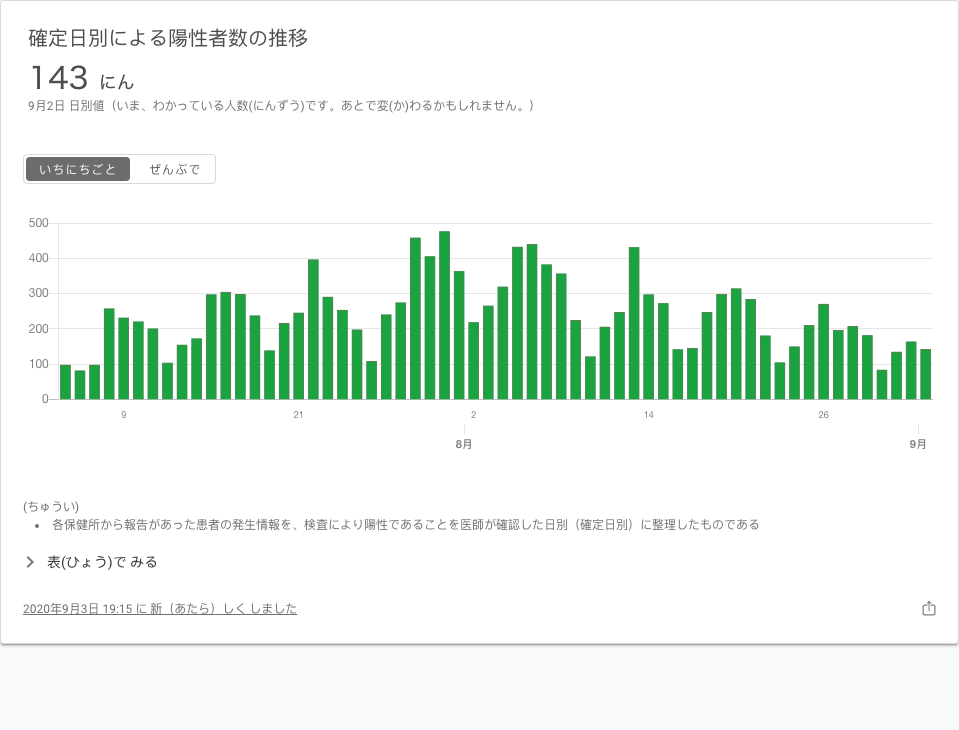 確定日別による陽性者数の推移
143 にん
9月2日 日別値（いま、わかっている人数(にんずう)です。あとで変(か)わるかもしれません。）
いちにちごと ぜんぶで
500
400
300
200
100
0
9 21 2 14 26
8月 9月
(ちゅうい)
• 各保健所から報告があった患者の発生情報を、検査により陽性であることを医師が確認した日別（確定日別）に整理したものである
表(ひょう)で みる
2020年9月3日 19:15 に 新（あたら）しく しました